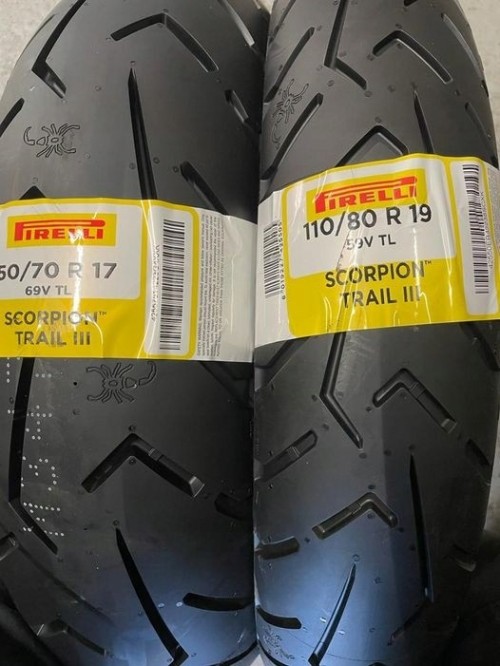 PIRELLI
50/70 R 17
69V TL
SCORPION™
TRAIL III
PIRELLI
110/80 R 19
59V TL
SCORPION™
TRAIL III